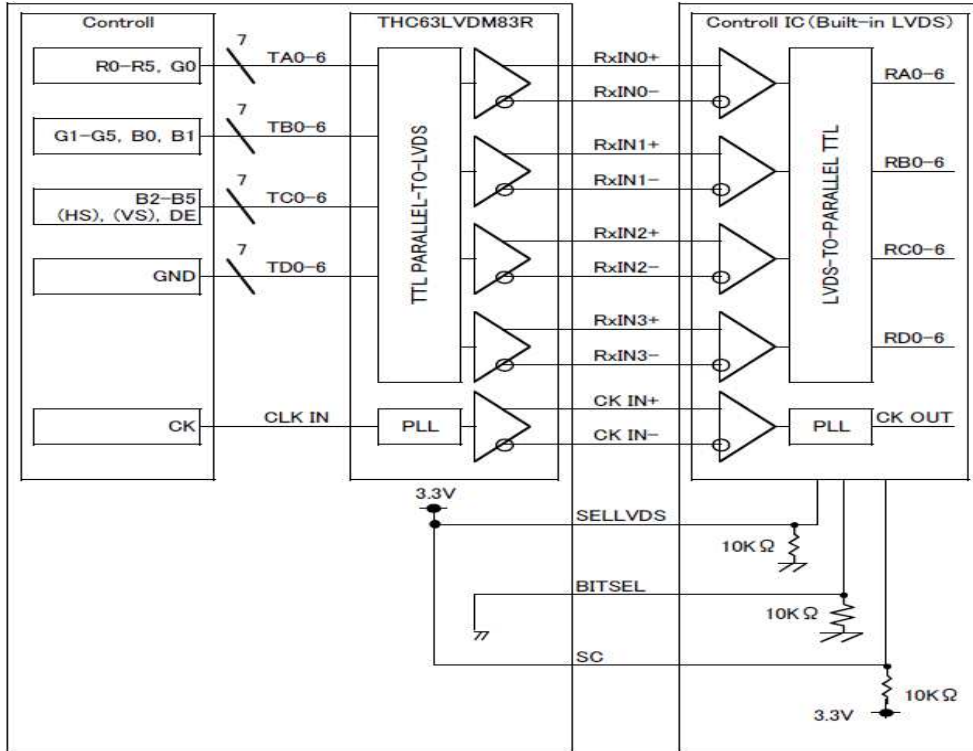 Controll
THC63LVDM83R
Controll IC(Built-in LVDS)
R0-R5, G0
7
TA0-6
RxIN0+
RxIN0-
RA0-6
G1-G5, B0, B1
7
TB0-6
RxIN1+
RxIN1-
RB0-6
B2-B5
(HS), (VS), DE
7
TC0-6
RxIN2+
RxIN2-
RC0-6
GND
7
TD0-6
RxIN3+
RxIN3-
RD0-6
TTL PARALLEL-TO-LVDS
LVDS-TO-PARALLEL TTL
CK
CLK IN
PLL
CK IN+
CK IN-
PLL
CK OUT
3.3V
SELLVDS
10KΩ
BITSEL
10KΩ
SC
10KΩ
3.3V